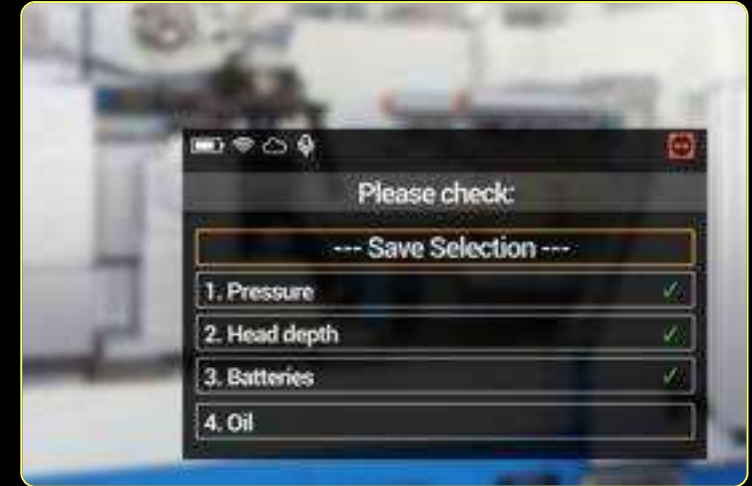 Please check:
--- Save Selection ---
1. Pressure
2. Head depth
3. Batteries
4. Oil